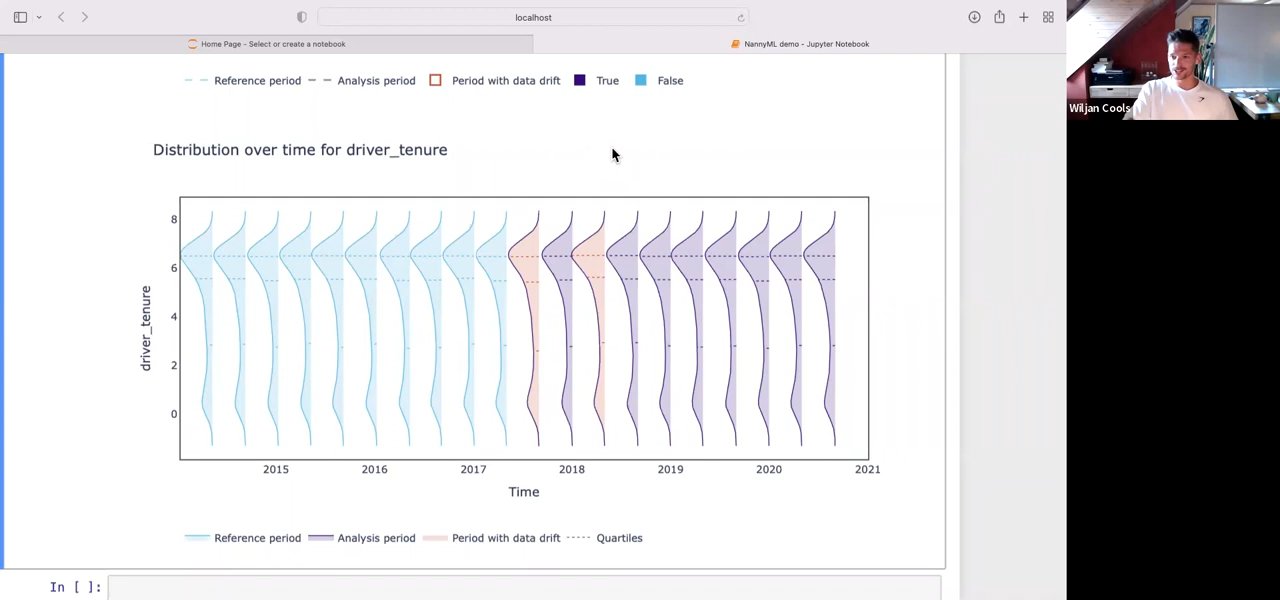 localhost
Home Page - Select or create a notebook
NannyML demo - Jupyter Notebook
Wiljan Cools
Reference period Analysis period Period with data drift True False
Distribution over time for driver_tenure
8
6
4
2
0
driver_tenure
2015 2016 2017 2018 2019 2020 2021
Time
Reference period Analysis period Period with data drift Quartiles
In [ ]: